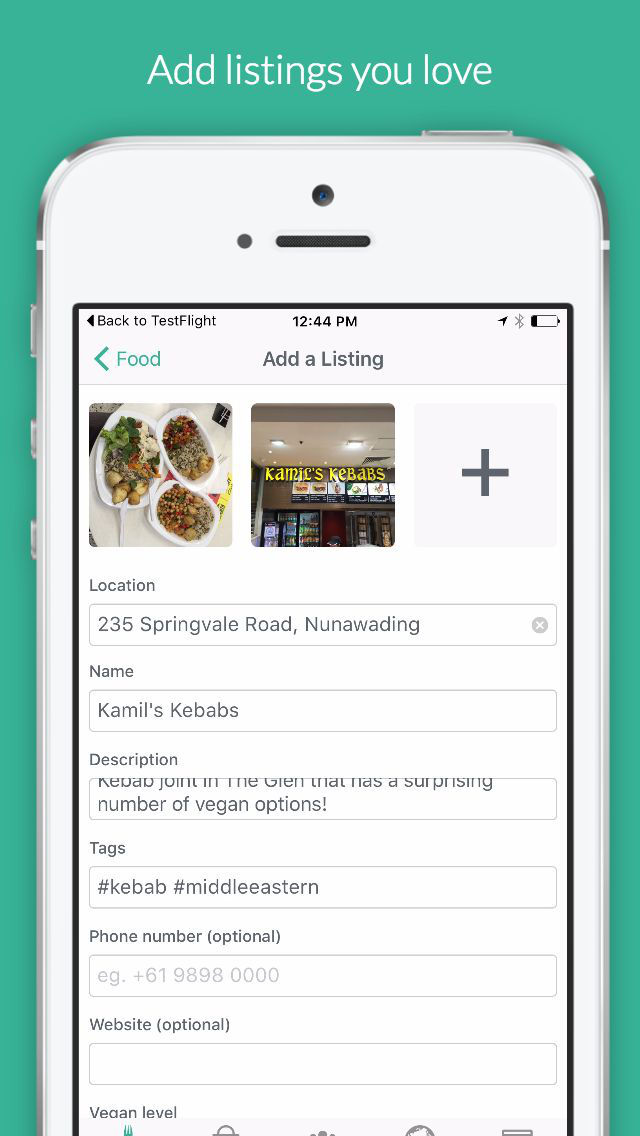 Add listings you love
Back to TestFlight
12:44 PM
Food
Add a Listing
KAMIL'S KEBABS
Location
235 Springvale Road, Nunawading
Name
Kamil's Kebabs
Description
Kebab joint in The Glen that has a surprising
number of vegan options!
Tags
#kebab #middleeastern
Phone number (optional)
eg. +61 9898 0000
Website (optional)
Vegan level